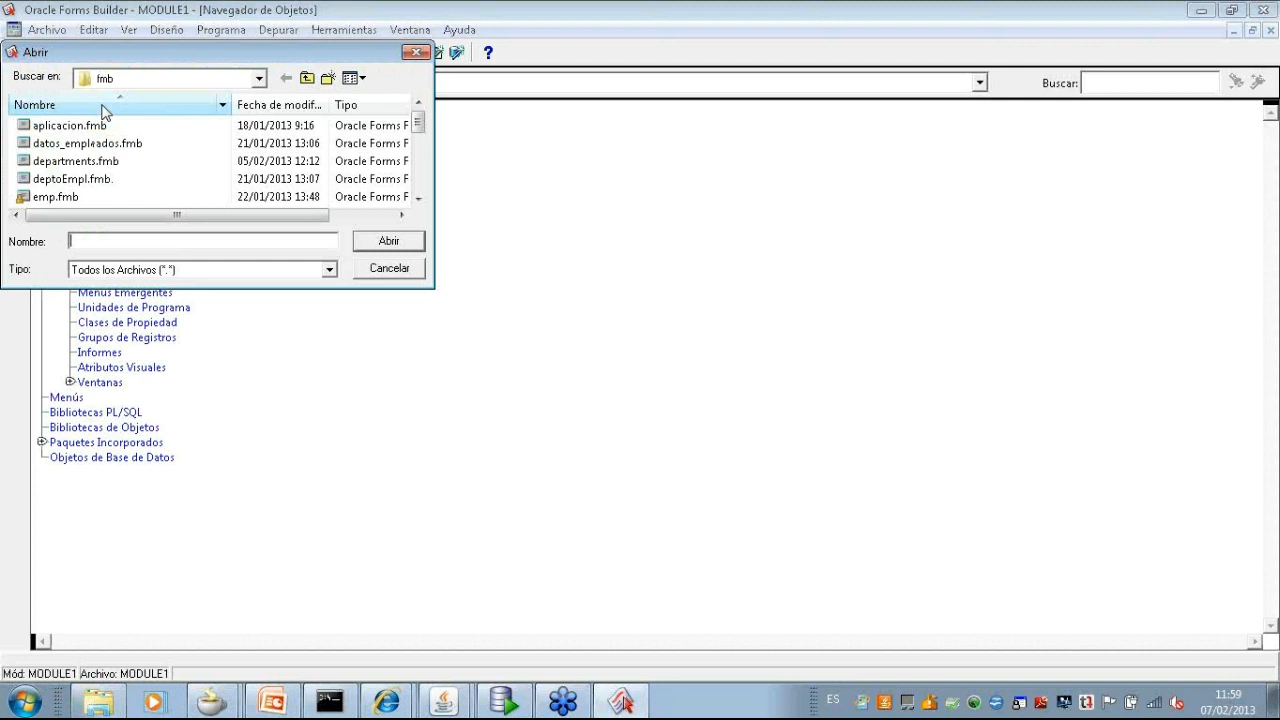 Oracle Forms Builder - MODULE1 - [Navegador de Objetos]
Archivo Editar Ver Diseño Programa Depurar Herramientas Ventana Ayuda
Abrir
Buscar en: fmb
Buscar:
Nombre Fecha de modif... Tipo
aplicacion.fmb 18/01/2013 9:16 Oracle Forms F
datos_empleados.fmb 21/01/2013 13:06 Oracle Forms F
departments.fmb 05/02/2013 12:12 Oracle Forms F
deptoEmpl.fmb. 21/01/2013 13:07 Oracle Forms F
emp.fmb 22/01/2013 13:48 Oracle Forms F
Nombre: Abrir
Tipo: Todos los Archivos (*.*) Cancelar
Menús Emergentes
Unidades de Programa
Clases de Propiedad
Grupos de Registros
Informes
Atributos Visuales
Ventanas
Menús
Bibliotecas PL/SQL
Bibliotecas de Objetos
Paquetes Incorporados
Objetos de Base de Datos
Mód: MODULE1 Archivo: MODULE1
ES 11:59
07/02/2013